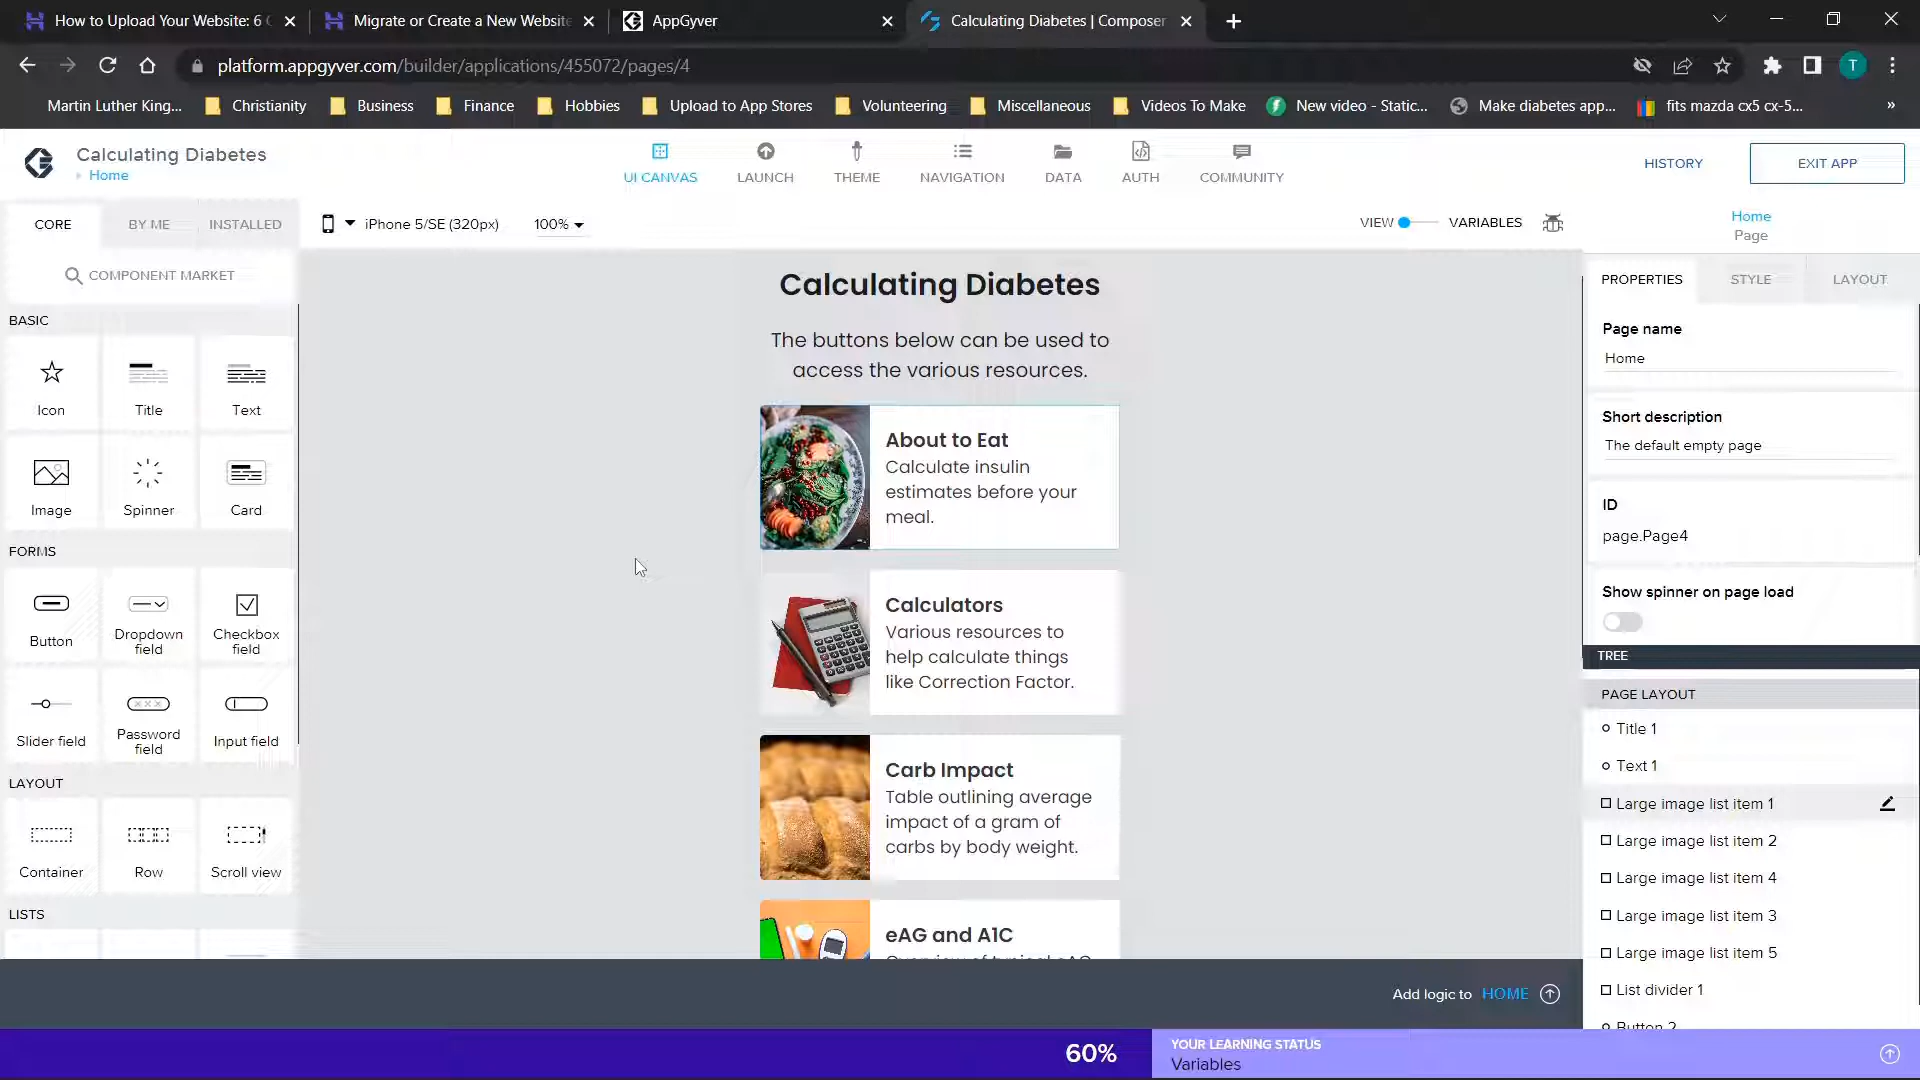 How to Upload Your Website: 6
Migrate or Create a New Website
AppGyver
Calculating Diabetes | Composer
platform.appgyver.com/builder/applications/455072/pages/4
T
Martin Luther King...
Christianity
Business
Finance
Hobbies
Upload to App Stores
Volunteering
Miscellaneous
Videos To Make
New video - Static...
Make diabetes app...
fits mazda cx5 cx-5...
»
Calculating Diabetes
Home
UI CANVAS
LAUNCH
THEME
NAVIGATION
DATA
AUTH
COMMUNITY
HISTORY
EXIT APP
CORE
BY ME
INSTALLED
iPhone 5/SE (320px)
100%
VIEW
VARIABLES
Home
Page
COMPONENT MARKET
BASIC
Icon
Title
Text
Image
Spinner
Card
FORMS
Button
Dropdown
field
Checkbox
field
Slider field
Password
field
Input field
LAYOUT
Container
Row
Scroll view
LISTS
Calculating Diabetes
The buttons below can be used to
access the various resources.
About to Eat
Calculate insulin
estimates before your
meal.
Calculators
Various resources to
help calculate things
like Correction Factor.
Carb Impact
Table outlining average
impact of a gram of
carbs by body weight.
eAG and A1C
PROPERTIES
STYLE
LAYOUT
Page name
Home
Short description
The default empty page
ID
page.Page4
Show spinner on page load
TREE
PAGE LAYOUT
Title 1
Text 1
Large image list item 1
Large image list item 2
Large image list item 4
Large image list item 3
Large image list item 5
List divider 1
Button 2
Add logic to HOME
60%
YOUR LEARNING STATUS
Variables